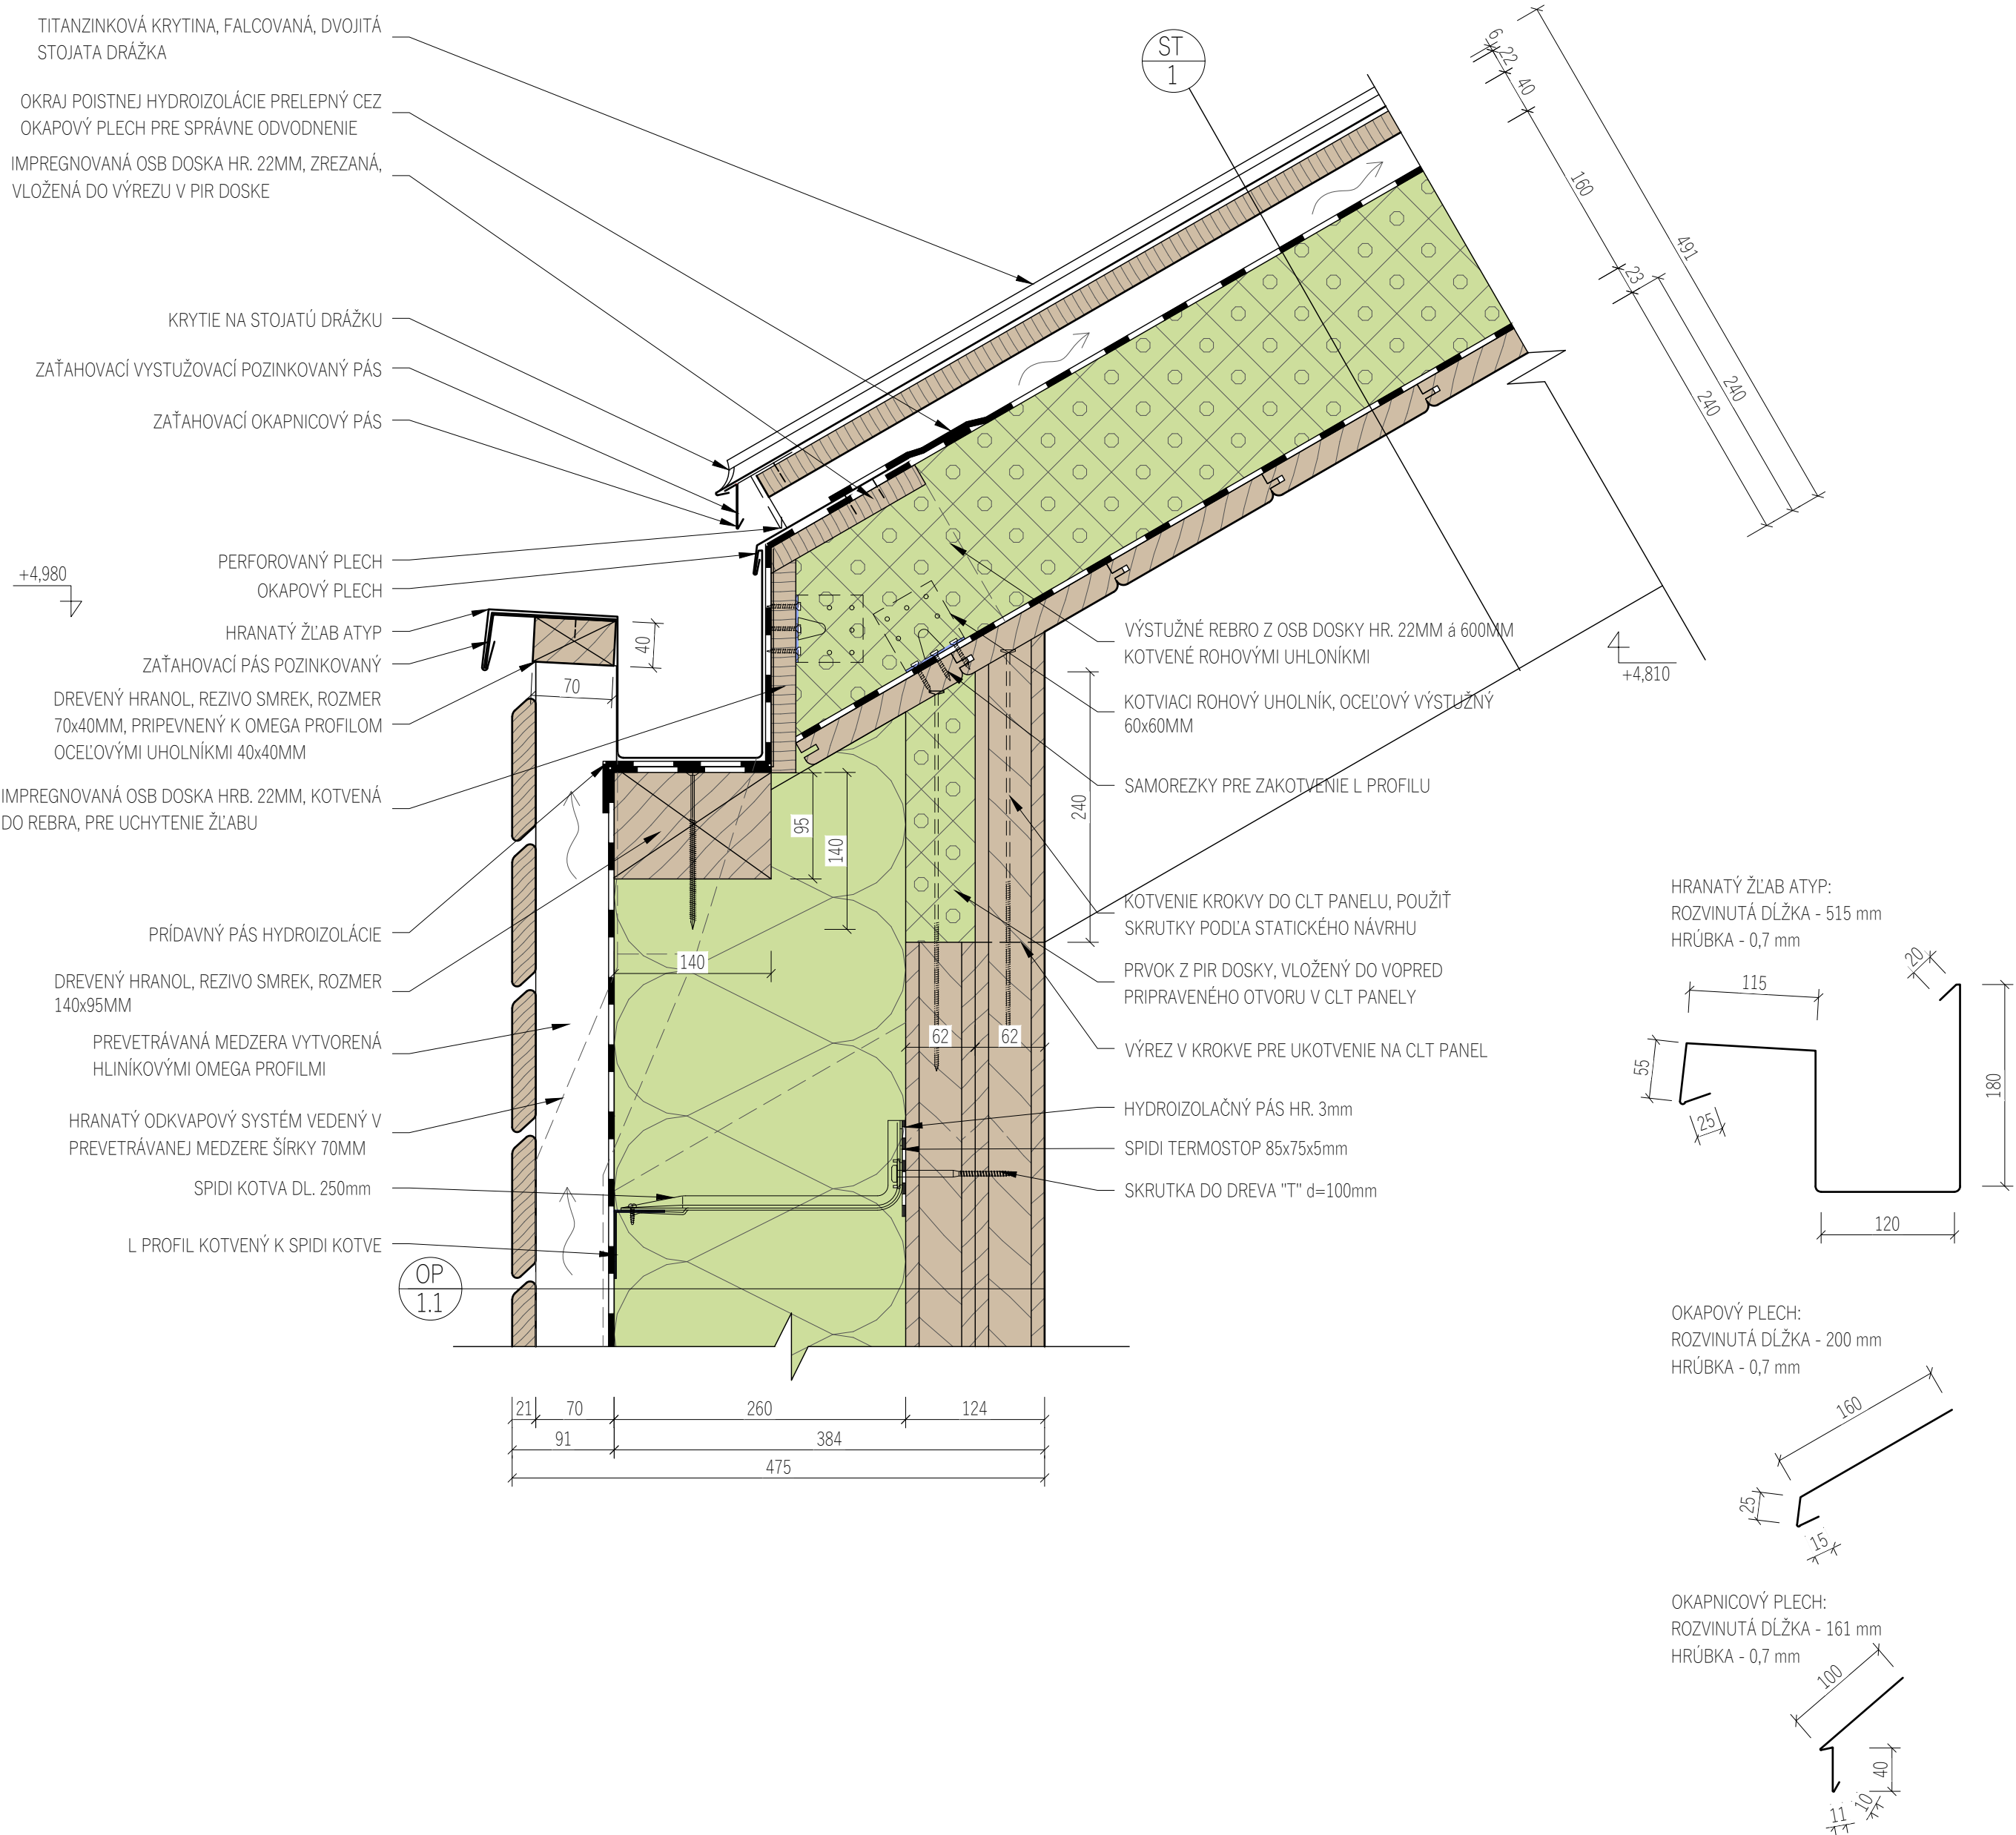 TITANZINKOVÁ KRYTINA, FALCOVANÁ, DVOJITÁ
STOJATA DRÁŽKA
OKRAJ POISTNEJ HYDROIZOLÁCIE PRELEPNÝ CEZ
OKAPOVÝ PLECH PRE SPRÁVNE ODVODNENIE
IMPREGNOVANÁ OSB DOSKA HR. 22MM, ZREZANÁ,
VLOŽENÁ DO VÝREZU V PIR DOSKE
KRYTIE NA STOJATÚ DRÁŽKU
ZAŤAHOVACÍ VYSTUŽOVACÍ POZINKOVANÝ PÁS
ZAŤAHOVACÍ OKAPNICOVÝ PÁS
PERFOROVANÝ PLECH
OKAPOVÝ PLECH
+4,980
HRANATÝ ŽĽAB ATYP
ZAŤAHOVACÍ PÁS POZINKOVANÝ
DREVENÝ HRANOL, REZIVO SMREK, ROZMER
70x40MM, PRIPEVNENÝ K OMEGA PROFILOM
OCEĽOVÝMI UHOLNÍKMI 40x40MM
IMPREGNOVANÁ OSB DOSKA HRB. 22MM, KOTVENÁ
DO REBRA, PRE UCHYTENIE ŽĽABU
PRÍDAVNÝ PÁS HYDROIZOLÁCIE
DREVENÝ HRANOL, REZIVO SMREK, ROZMER
140x95MM
PREVETRÁVANÁ MEDZERA VYTVORENÁ
HLINÍKOVÝMI OMEGA PROFILMI
HRANATÝ ODKVAPOVÝ SYSTÉM VEDENÝ V
PREVETRÁVANEJ MEDZERE ŠÍRKY 70MM
SPIDI KOTVA DL. 250mm
L PROFIL KOTVENÝ K SPIDI KOTVE
OP
1.1
ST
1
6
22
40
160
23
491
240
240
40
70
95
140
140
240
62
62
VÝSTUŽNÉ REBRO Z OSB DOSKY HR. 22MM á 600MM
KOTVENÉ ROHOVÝMI UHLONÍKMI
+4,810
KOTVIACI ROHOVÝ UHOLNÍK, OCEĽOVÝ VÝSTUŽNÝ
60x60MM
SAMOREZKY PRE ZAKOTVENIE L PROFILU
KOTVENIE KROKVY DO CLT PANELU, POUŽIŤ
SKRUTKY PODĽA STATICKÉHO NÁVRHU
PRVOK Z PIR DOSKY, VLOŽENÝ DO VOPRED
PRIPRAVENÉHO OTVORU V CLT PANELY
VÝREZ V KROKVE PRE UKOTVENIE NA CLT PANEL
HYDROIZOLAČNÝ PÁS HR. 3mm
SPIDI TERMOSTOP 85x75x5mm
SKRUTKA DO DREVA "T" d=100mm
21
70
260
124
91
384
475
HRANATÝ ŽĽAB ATYP:
ROZVINUTÁ DĹŽKA - 515 mm
HRÚBKA - 0,7 mm
115
20
55
25
180
120
OKAPOVÝ PLECH:
ROZVINUTÁ DĹŽKA - 200 mm
HRÚBKA - 0,7 mm
160
25
15
OKAPNICOVÝ PLECH:
ROZVINUTÁ DĹŽKA - 161 mm
HRÚBKA - 0,7 mm
100
40
10
11